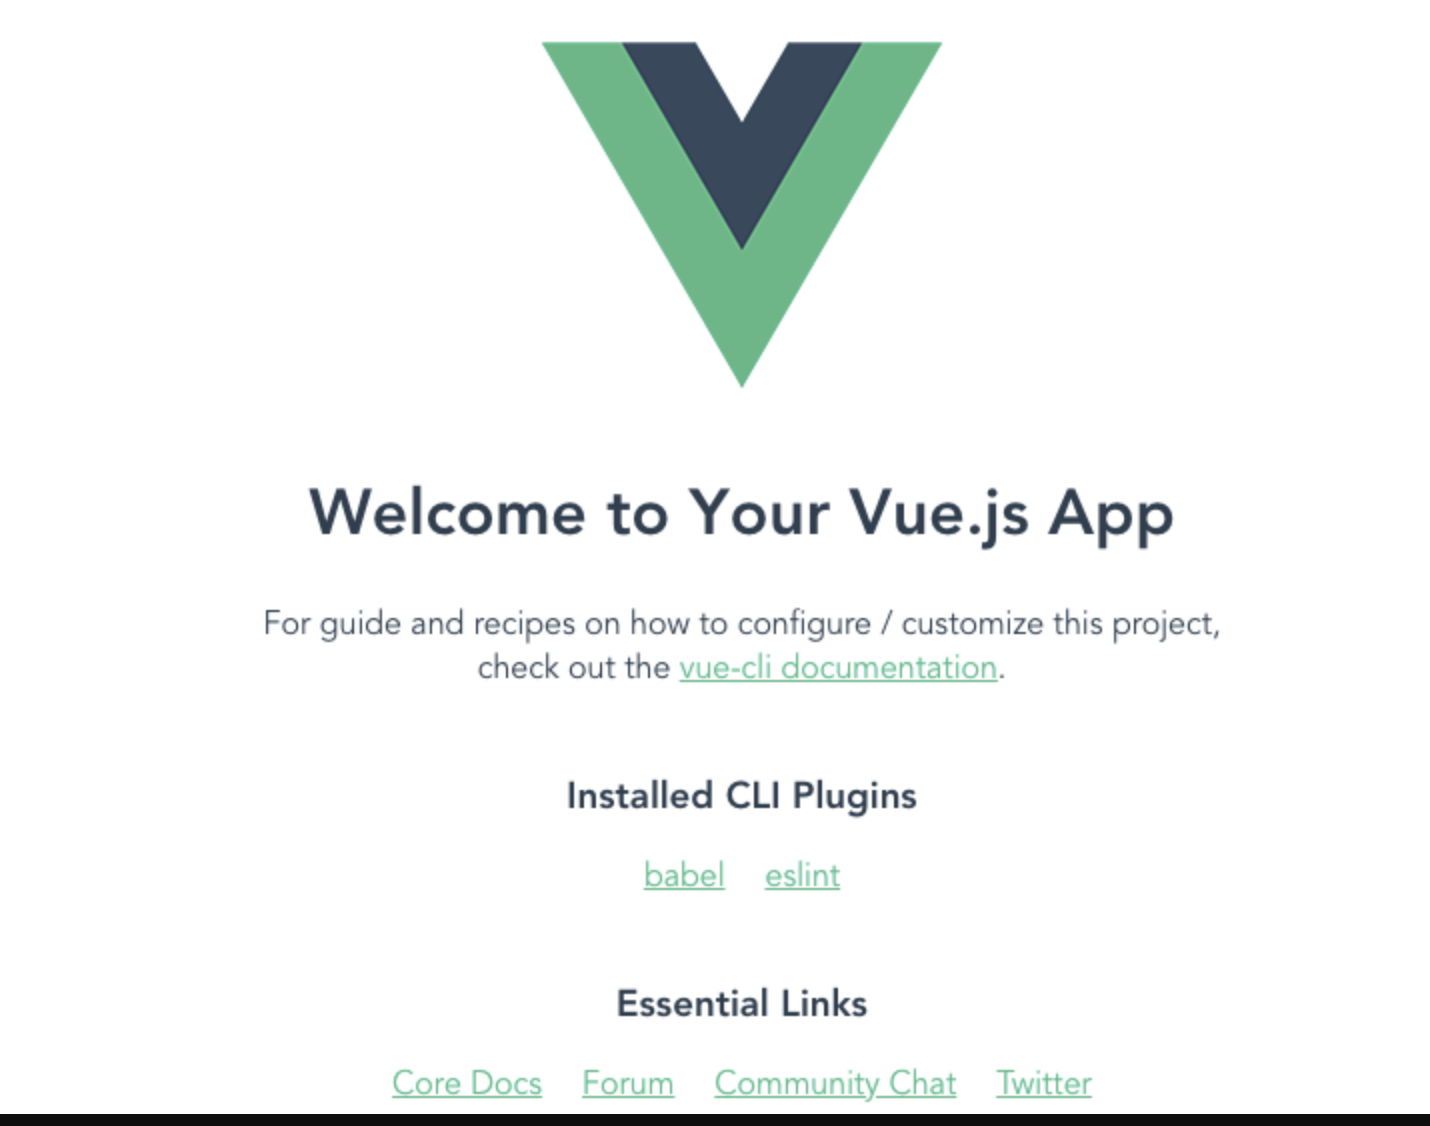 Welcome to Your Vue.js App
For guide and recipes on how to configure / customize this project,
check out the vue-cli documentation.
Installed CLI Plugins
babel eslint
Essential Links
Core Docs Forum Community Chat Twitter